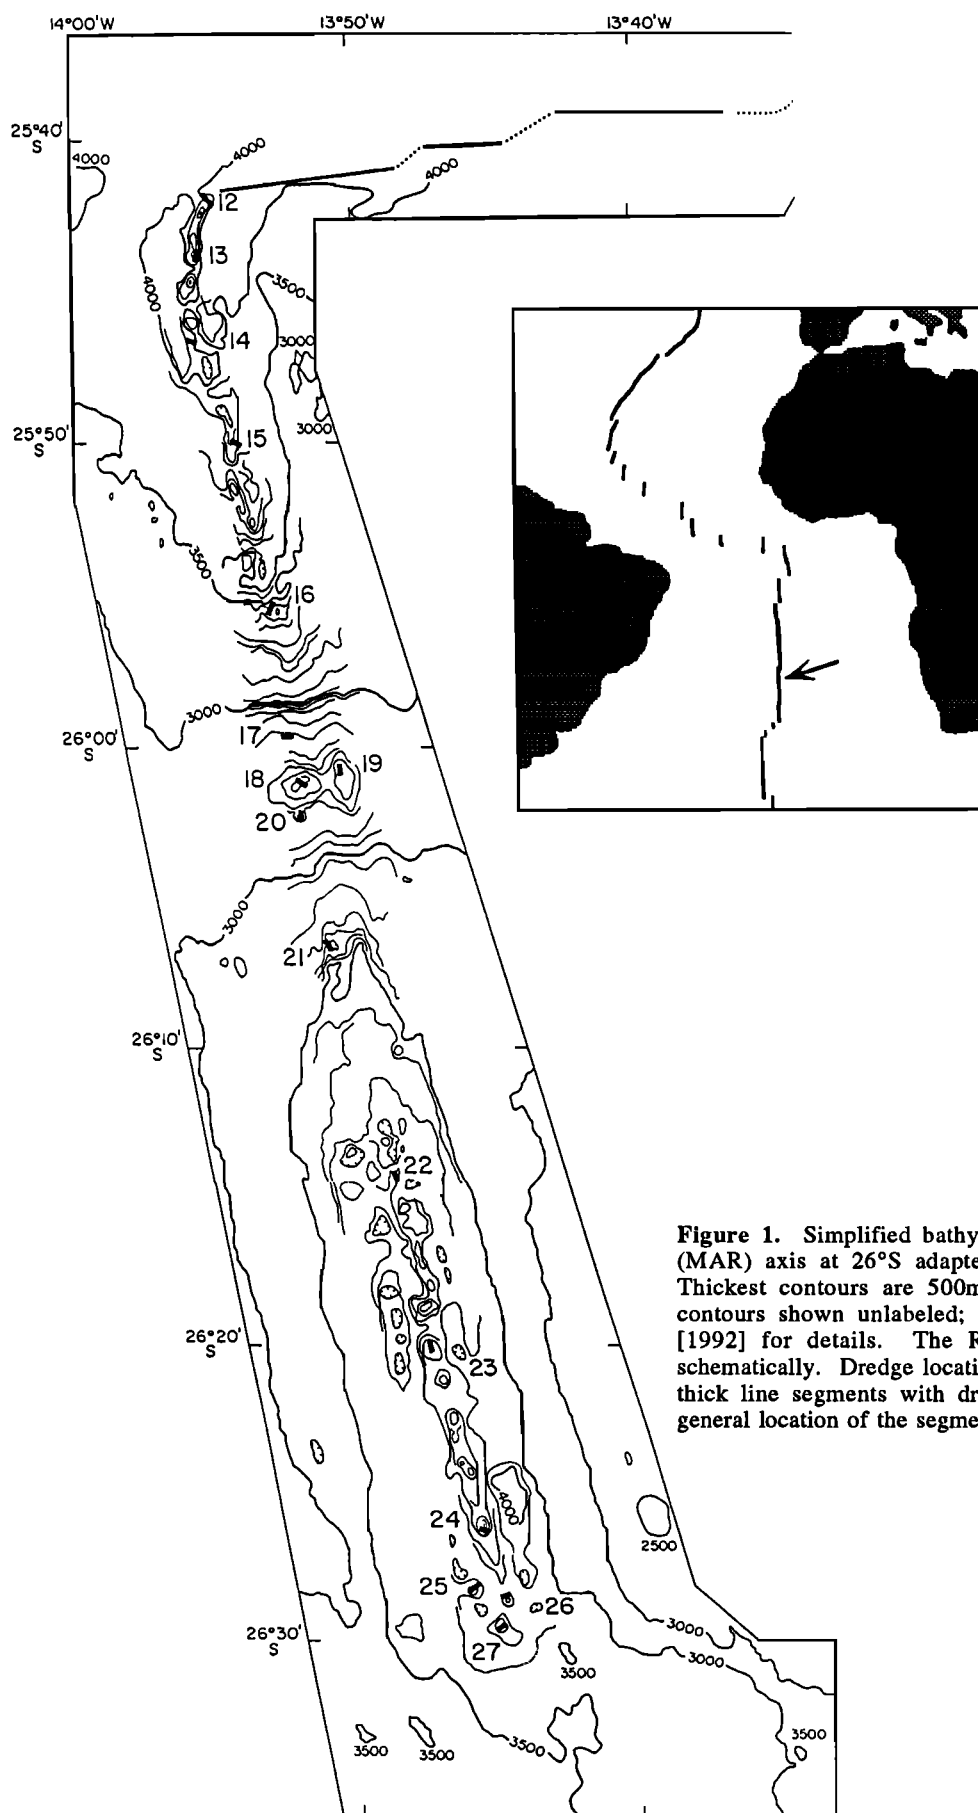 14°00'W 13°50'W 13°40'W
25°40'
S
4000
4000
4000
12
13
4000
3500
14
3000
3000
25°50'
S
15
3500
16
3000
17
26°00'
S
18
19
20
3000
21
26°10'
S
22
26°20'
S
23
24
4000
2500
25
26
27
26°30'
S
3000
3000
3500
3500
3500
3500
3500
Figure 1. Simplified bathy
(MAR) axis at 26°S adapte
Thickest contours are 500m
contours shown unlabeled;
[1992] for details. The R
schematically. Dredge locati
thick line segments with dr
general location of the segme